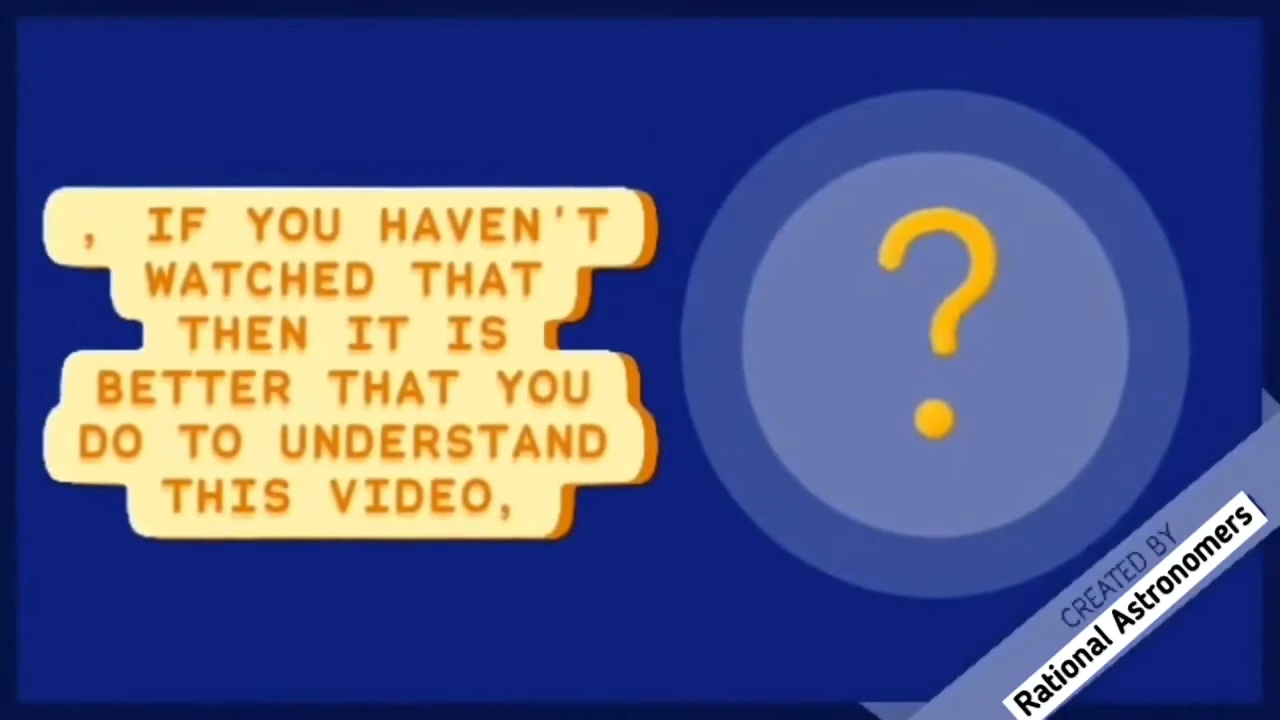 , IF YOU HAVEN'T
WATCHED THAT
THEN IT IS
BETTER THAT YOU
DO TO UNDERSTAND
THIS VIDEO,
?
CREATED BY
Rational Astronomers